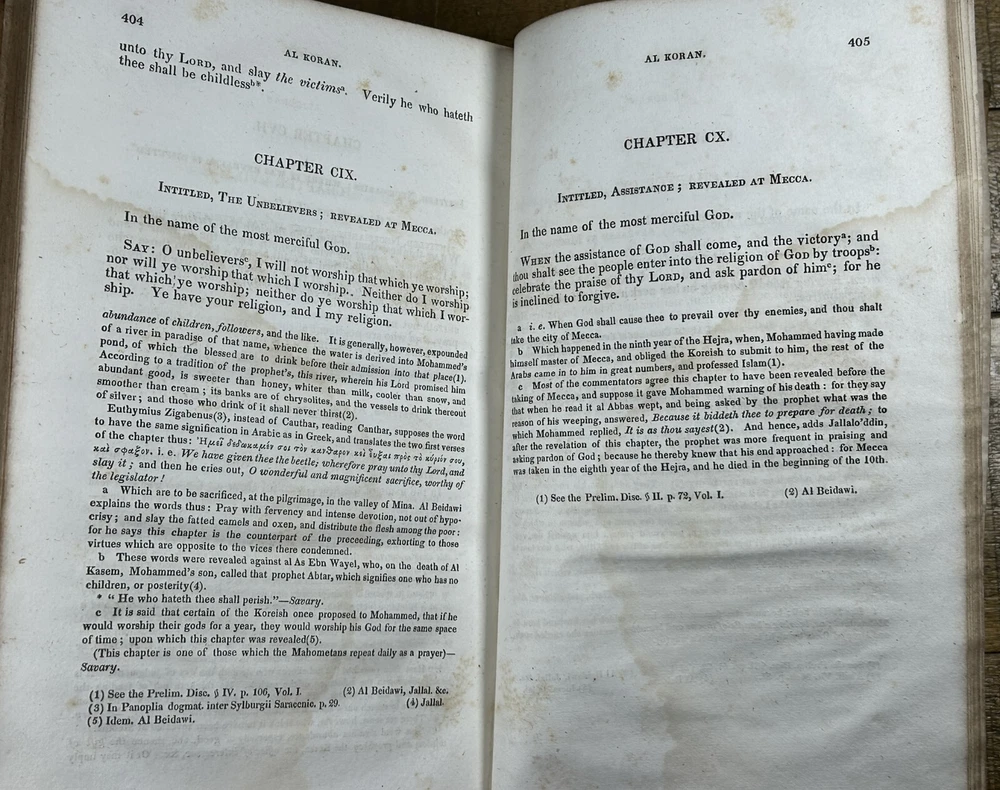 404
AL KORAN.
unto thy LORD, and slay the victimsᵃ. Verily he who hateth
thee shall be childlessᵇ*.
CHAPTER CIX.
INTITLED, THE UNBELIEVERS; REVEALED AT MECCA.
In the name of the most merciful GOD.
SAY: O unbelieversᶜ, I will not worship that which ye worship;
nor will ye worship that which I worship. Neither do I worship
that which ye worship; neither do ye worship that which I wor-
ship. Ye have your religion, and I my religion.
abundance of children, followers, and the like. It is generally, however, expounded
of a river in paradise of that name, whence the water is derived into Mohammed's
pond, of which the blessed are to drink before their admission into that place(1).
According to a tradition of the prophet's, this river, wherein his Lord promised him
abundant good, is sweeter than honey, whiter than milk, cooler than snow, and
smoother than cream; its banks are of chrysolites, and the vessels to drink thereout
of silver; and those who drink of it shall never thirst(2).
Euthymius Zigabenus(3), instead of Cauthar, reading Canthar, supposes the word
to have the same signification in Arabic as in Greek, and translates the two first verses
of the chapter thus: Ἡμεῖς δεδώκαμέν σοι τὸν κάνθαρον καὶ εὖξαι πρὸς τὸ κύριόν σου,
καὶ σφάξον. i. e. We have given thee the beetle; wherefore pray unto thy Lord, and
slay it; and then he cries out, O wonderful and magnificent sacrifice, worthy of
the legislator!
a Which are to be sacrificed, at the pilgrimage, in the valley of Mina. Al Beidawi
explains the words thus: Pray with fervency and intense devotion, not out of hypo-
crisy; and slay the fatted camels and oxen, and distribute the flesh among the poor:
for he says this chapter is the counterpart of the preceeding, exhorting to those
virtues which are opposite to the vices there condemned.
b These words were revealed against al As Ebn Wayel, who, on the death of Al
Kasem, Mohammed's son, called that prophet Abtar, which signifies one who has no
children, or posterity(4).
* "He who hateth thee shall perish."—Savary.
c It is said that certain of the Koreish once proposed to Mohammed, that if he
would worship their gods for a year, they would worship his God for the same space
of time; upon which this chapter was revealed(5).
(This chapter is one of those which the Mahometans repeat daily as a prayer)—
Savary.
(1) See the Prelim. Disc. § IV. p. 106, Vol. I. (2) Al Beidawi, Jallal. &c.
(3) In Panoplia dogmat. inter Sylburgii Saracenic. p. 29. (4) Jallal.
(5) Idem. Al Beidawi.
AL KORAN.
405
CHAPTER CX.
INTITLED, ASSISTANCE; REVEALED AT MECCA.
In the name of the most merciful GOD.
WHEN the assistance of GOD shall come, and the victoryᵃ; and
thou shalt see the people enter into the religion of GOD by troopsᵇ:
celebrate the praise of thy LORD, and ask pardon of himᶜ; for he
is inclined to forgive.
a i. e. When God shall cause thee to prevail over thy enemies, and thou shalt
take the city of Mecca.
b Which happened in the ninth year of the Hejra, when, Mohammed having made
himself master of Mecca, and obliged the Koreish to submit to him, the rest of the
Arabs came in to him in great numbers, and professed Islam(1).
c Most of the commentators agree this chapter to have been revealed before the
taking of Mecca, and suppose it gave Mohammed warning of his death: for they say
that when he read it al Abbas wept, and being asked by the prophet what was the
reason of his weeping, answered, Because it biddeth thee to prepare for death; to
which Mohammed replied, It is as thou sayest(2). And hence, adds Jallalo'ddin,
after the revelation of this chapter, the prophet was more frequent in praising and
asking pardon of God; because he thereby knew that his end approached: for Mecca
was taken in the eighth year of the Hejra, and he died in the beginning of the 10th.
(1) See the Prelim. Disc. § II. p. 72, Vol. I. (2) Al Beidawi.